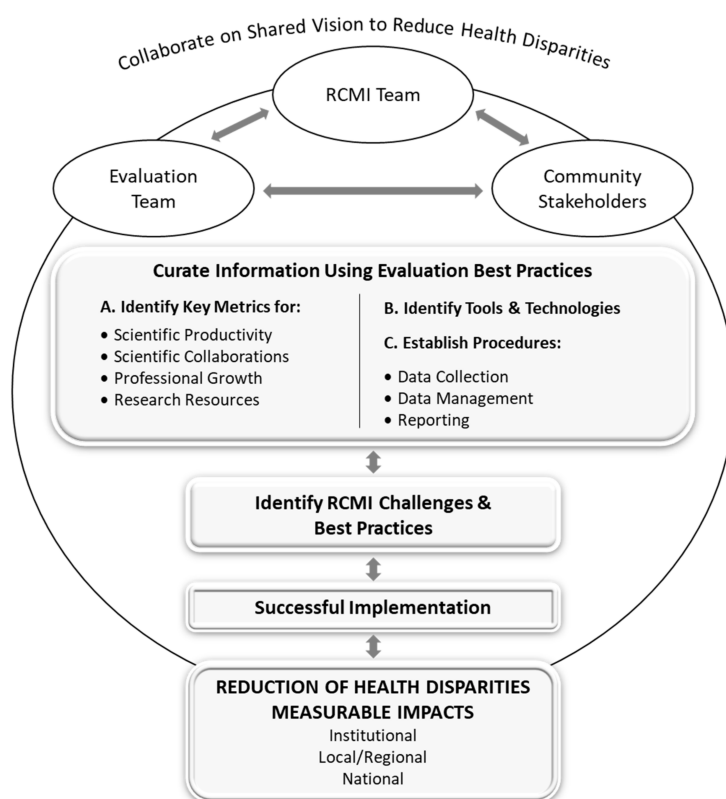 Collaborate on Shared Vision to Reduce Health Disparities
RCMI Team
Evaluation
Team
Community
Stakeholders
Curate Information Using Evaluation Best Practices
A. Identify Key Metrics for:
• Scientific Productivity
• Scientific Collaborations
• Professional Growth
• Research Resources
B. Identify Tools & Technologies
C. Establish Procedures:
• Data Collection
• Data Management
• Reporting
Identify RCMI Challenges &
Best Practices
Successful Implementation
REDUCTION OF HEALTH DISPARITIES
MEASURABLE IMPACTS
Institutional
Local/Regional
National